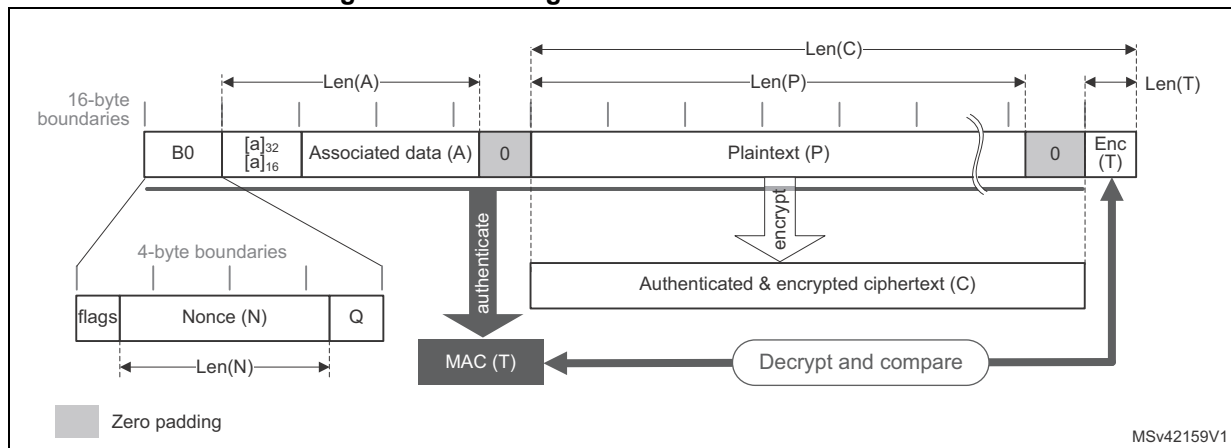 Len(C)
Len(A)
Len(P)
Len(T)
16-byte
boundaries
B0
[a]32
[a]16
Associated data (A)
0
Plaintext (P)
0
Enc
(T)
authenticate
encrypt
4-byte boundaries
Authenticated & encrypted ciphertext (C)
flags
Nonce (N)
Q
Len(N)
MAC (T)
Decrypt and compare
Zero padding
MSv42159V1